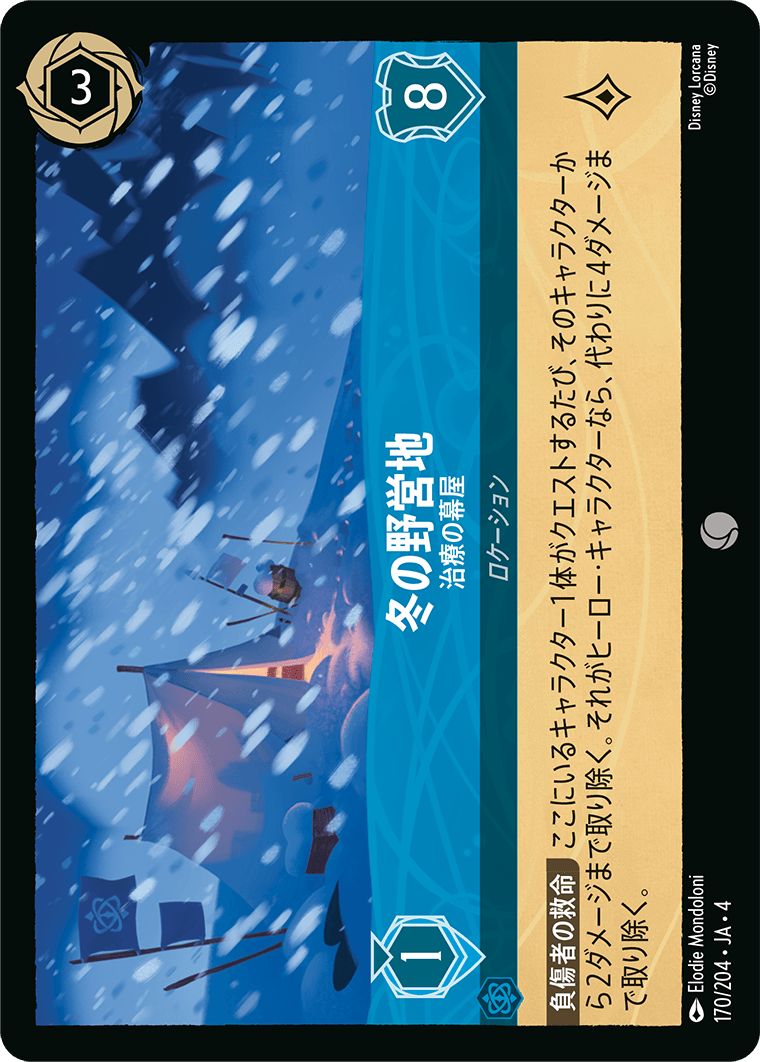 3
8
冬の野営地
治療の幕屋
1
ロケーション
負傷者の救命 ここにいるキャラクター1体がクエストするたび、そのキャラクターか
ら2ダメージまで取り除く。それがヒーロー・キャラクターなら、代わりに4ダメージま
で取り除く。
Elodie Mondoloni
170/204 • JA • 4
Disney Lorcana
©Disney